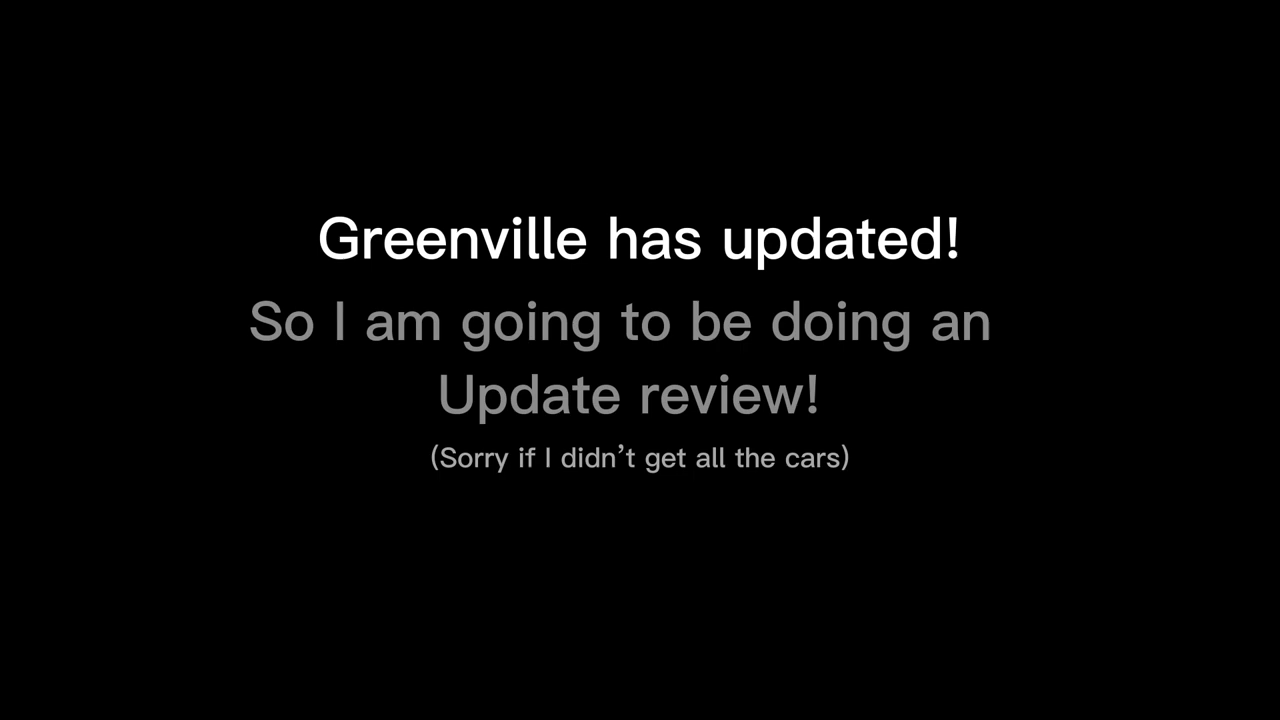 Greenville has updated!
So I am going to be doing an
Update review!
(Sorry if I didn’t get all the cars)